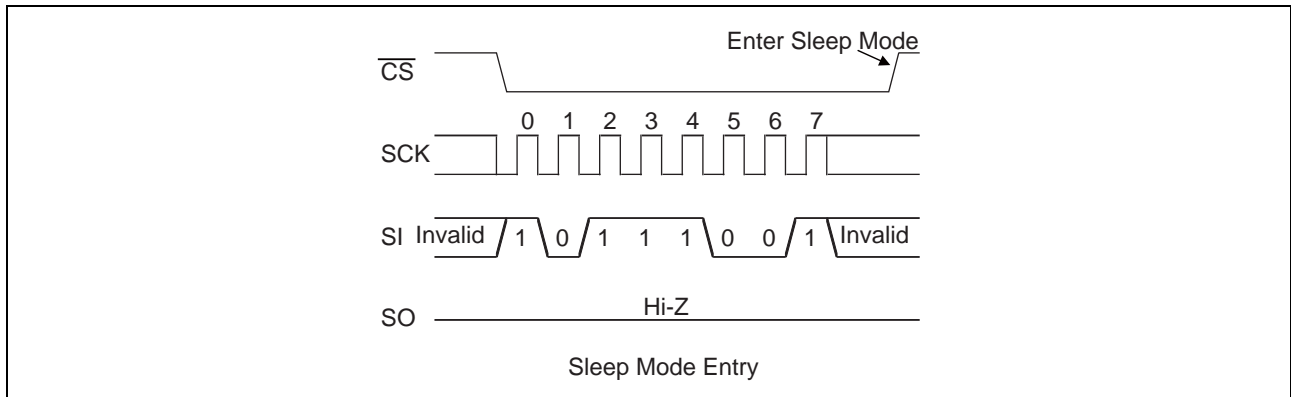 Enter Sleep Mode
CS
0 1 2 3 4 5 6 7
SCK
SI Invalid 1 0 1 1 1 0 0 1 Invalid
Hi-Z
SO
Sleep Mode Entry